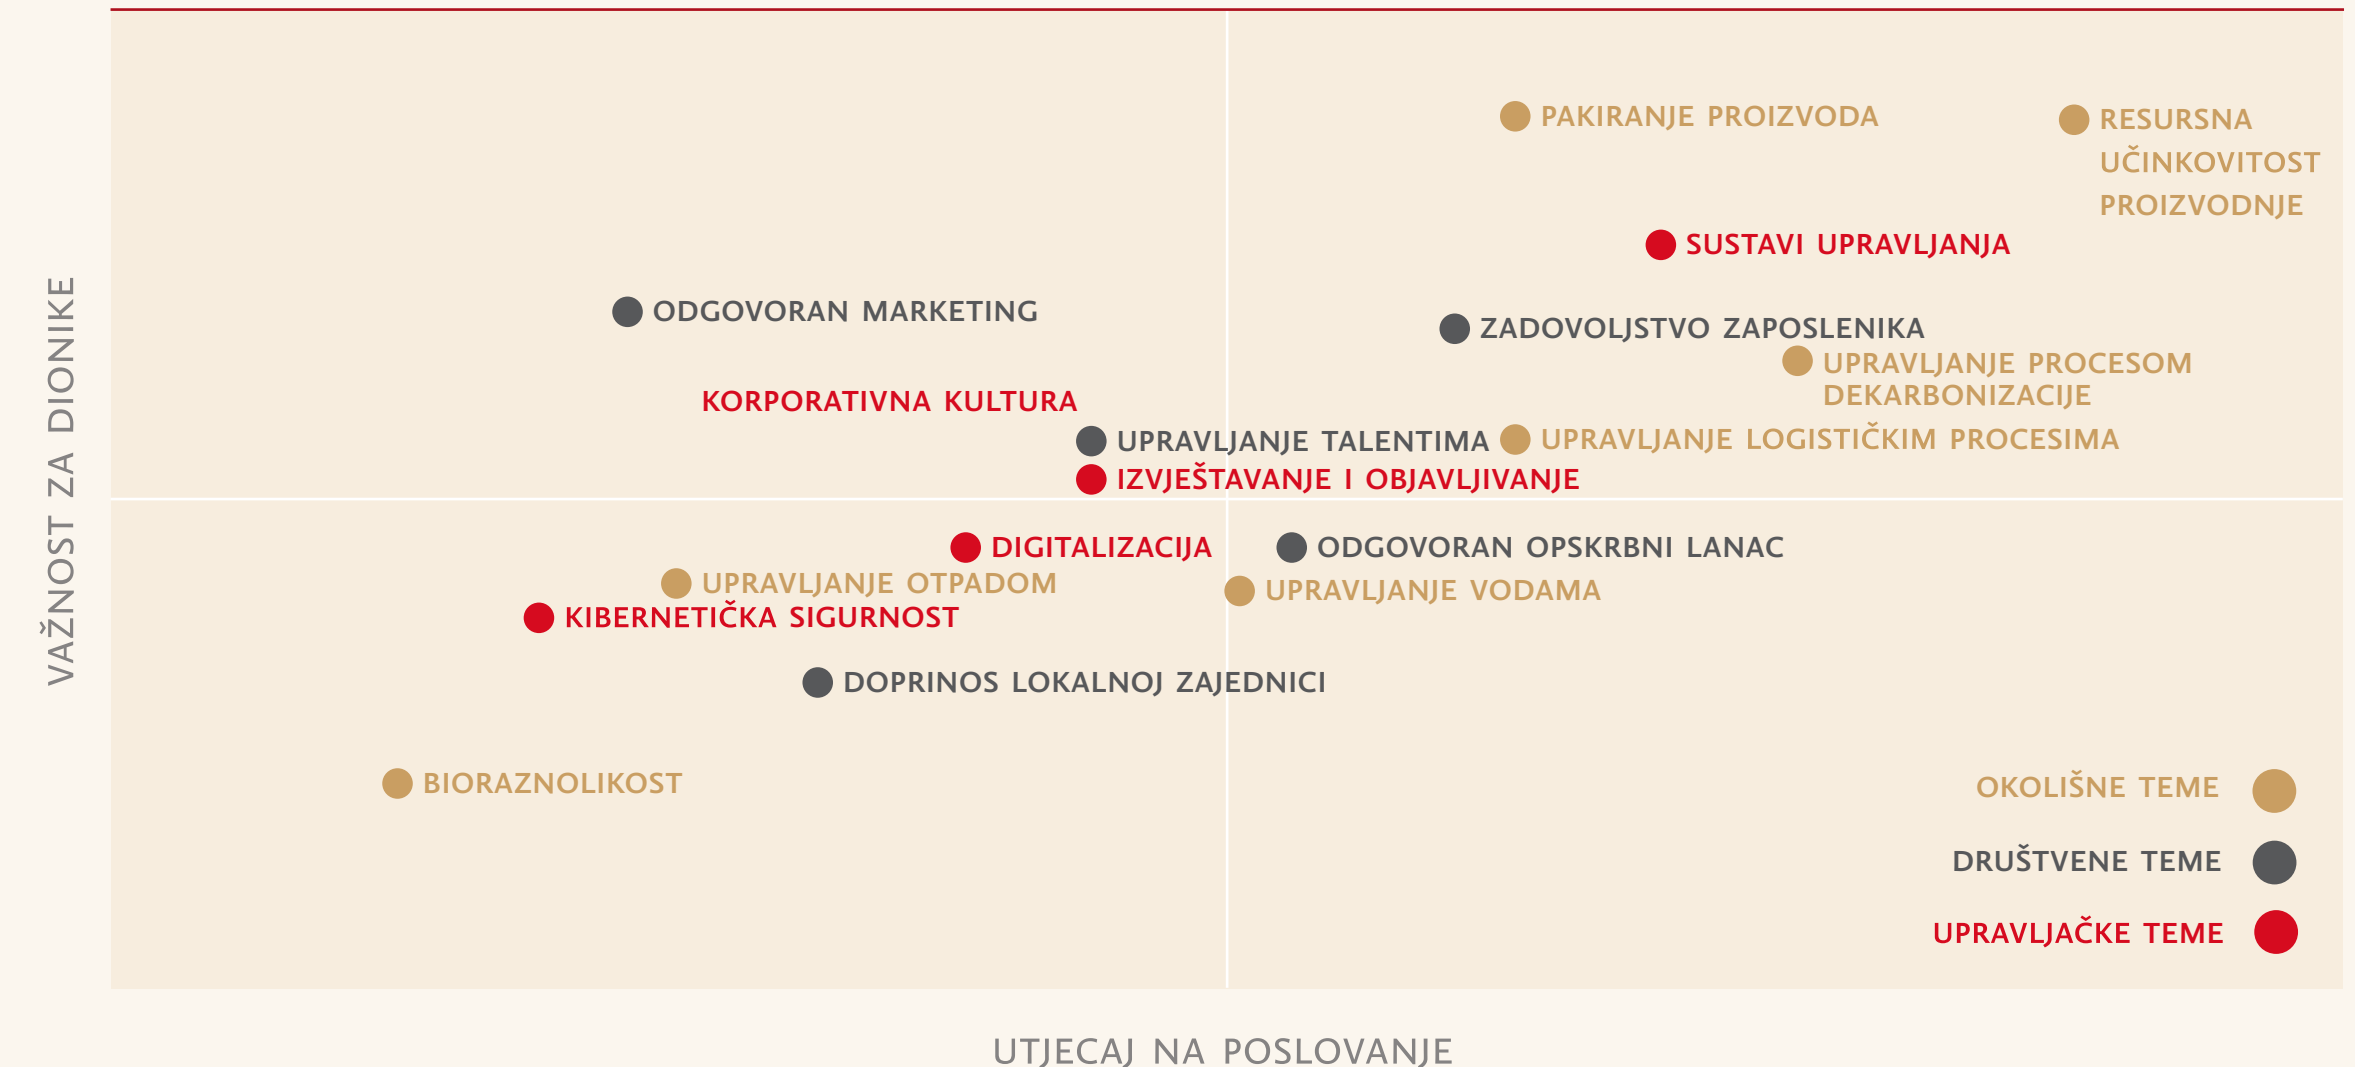 VAŽNOST ZA DIONIKE
PAKIRANJE PROIZVODA
RESURSNA
UČINKOVITOST
PROIZVODNJE
SUSTAVI UPRAVLJANJA
ODGOVORAN MARKETING
ZADOVOLJSTVO ZAPOSLENIKA
UPRAVLJANJE PROCESOM
DEKARBONIZACIJE
KORPORATIVNA KULTURA
UPRAVLJANJE TALENTIMA
UPRAVLJANJE LOGISTIČKIM PROCESIMA
IZVJEŠTAVANJE I OBJAVLJIVANJE
DIGITALIZACIJA
ODGOVORAN OPSKRBNI LANAC
UPRAVLJANJE OTPADOM
UPRAVLJANJE VODAMA
KIBERNETIČKA SIGURNOST
DOPRINOS LOKALNOJ ZAJEDNICI
BIORAZNOLIKOST
OKOLIŠNE TEME
DRUŠTVENE TEME
UPRAVLJAČKE TEME
UTJECAJ NA POSLOVANJE